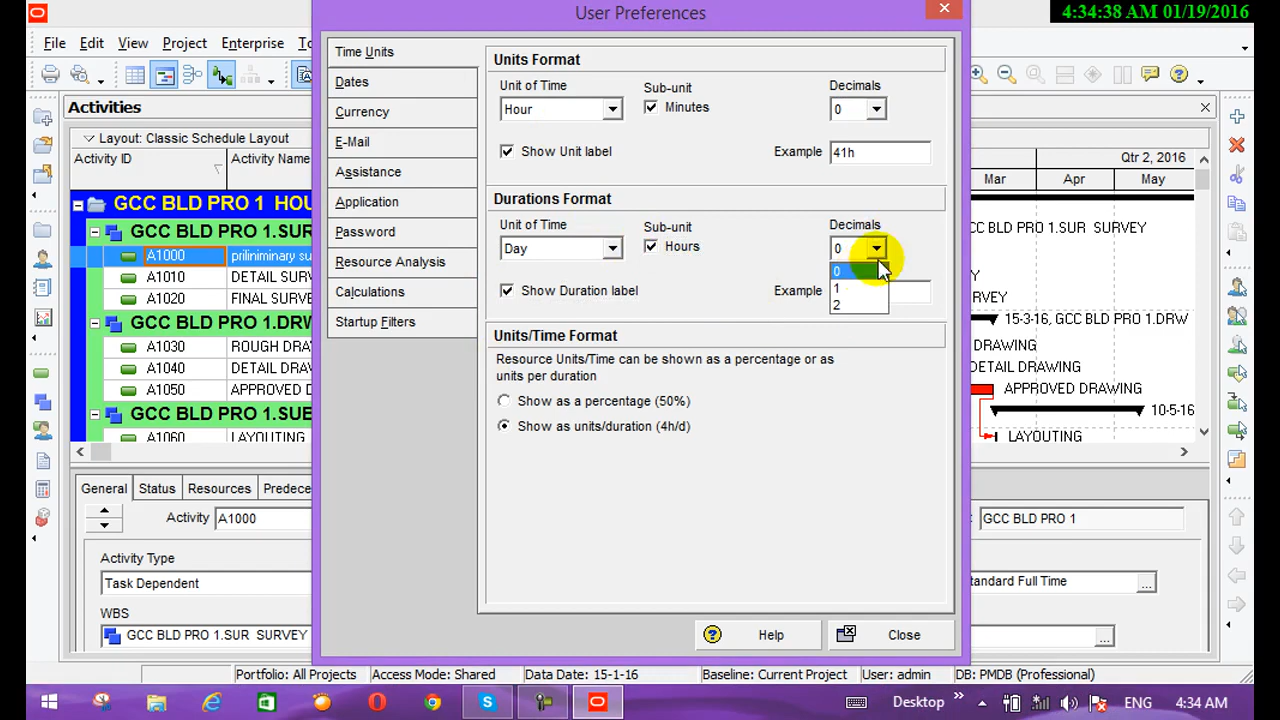 User Preferences
4:34:38 AM 01/19/2016
File Edit View Project Enterprise To
Activities
Layout: Classic Schedule Layout
Activity ID Activity Name
GCC BLD PRO 1 HOU
GCC BLD PRO 1.SUR
A1000 priliminary su
A1010 DETAIL SURV
A1020 FINAL SURVE
GCC BLD PRO 1.DRW
A1030 ROUGH DRA
A1040 DETAIL DRAW
A1050 APPROVED D
GCC BLD PRO 1.SUE
A1060 LAYOUTING
Time Units
Dates
Currency
E-Mail
Assistance
Application
Password
Resource Analysis
Calculations
Startup Filters
Units Format
Unit of Time Sub-unit Decimals
Hour Minutes 0
Show Unit label Example 41h
Durations Format
Unit of Time Sub-unit Decimals
Day Hours 0
0
1
2
Show Duration label Example
Units/Time Format
Resource Units/Time can be shown as a percentage or as
units per duration
Show as a percentage (50%)
Show as units/duration (4h/d)
Help Close
Qtr 2, 2016
Mar Apr May
CC BLD PRO 1.SUR SURVEY
EY
SURVEY
VEY
15-3-16, GCC BLD PRO 1.DRW
DRAWING
DETAIL DRAWING
APPROVED DRAWING
10-5-16
LAYOUTING
General Status Resources Predece
Activity A1000
GCC BLD PRO 1
Activity Type
Task Dependent
tandard Full Time ...
WBS
GCC BLD PRO 1.SUR SURVEY
...
Portfolio: All Projects Access Mode: Shared Data Date: 15-1-16 Baseline: Current Project User: admin DB: PMDB (Professional)
Desktop ENG 4:34 AM